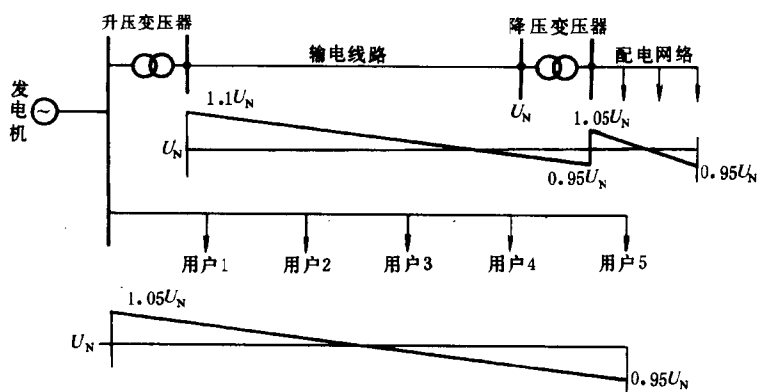 升压变压器
降压变压器
输电线路
配电网络
发电机
~
1.1U_N
U_N
1.05U_N
U_N
0.95U_N
0.95U_N
用户1
用户2
用户3
用户4
用户5
1.05U_N
U_N
0.95U_N